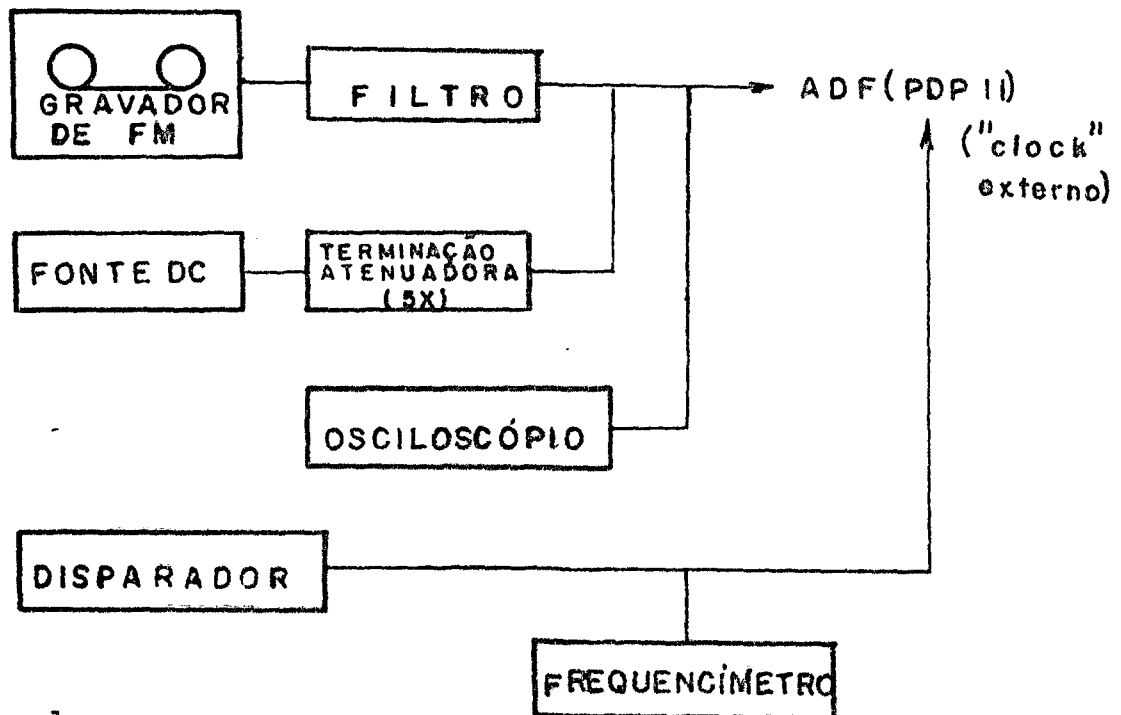 GRAVADOR
DE FM
FILTRO
ADF(PDP 11)
("clock"
externo)
FONTE DC
TERMINAÇÃO
ATENUADORA
(5X)
OSCILOSCÓPIO
DISPARADOR
FREQUENCÍMETRO